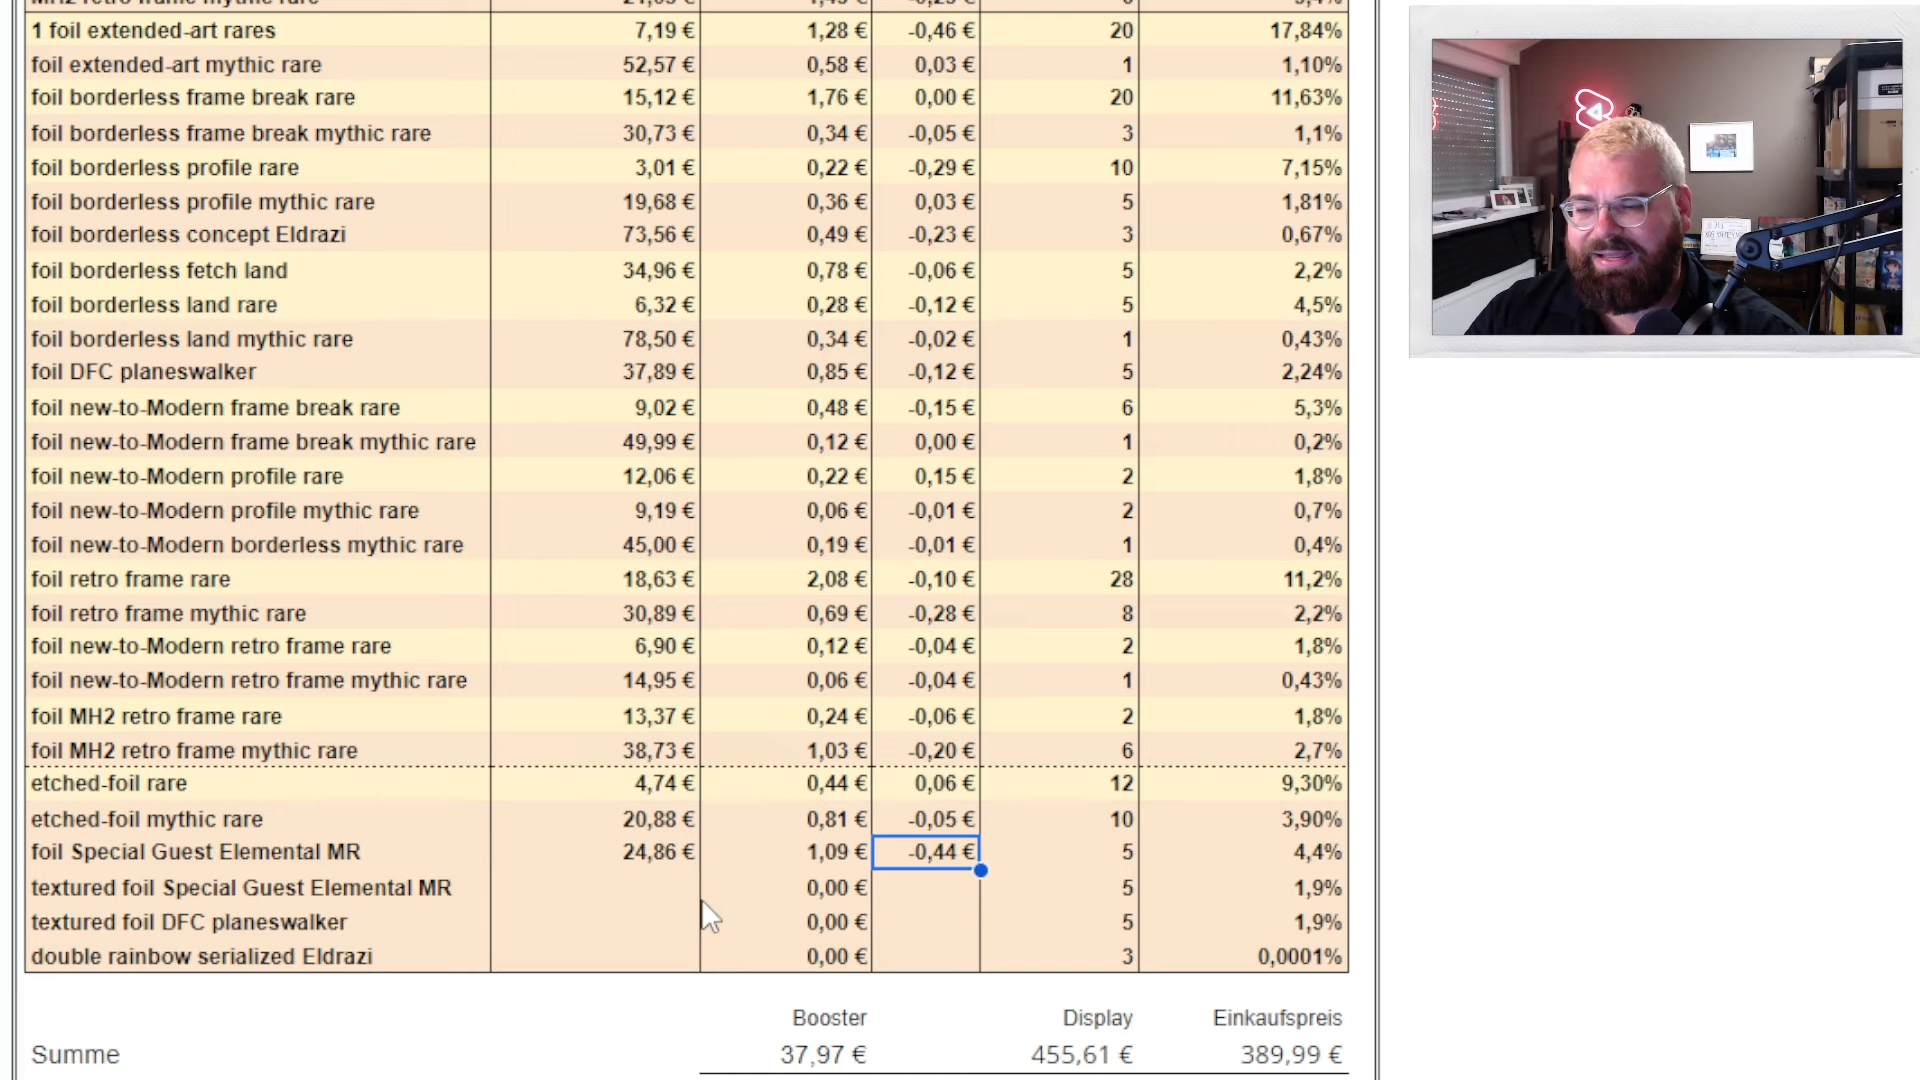 MH2 retro frame mythic rare
1 foil extended-art rares 7,19 € 1,28 € -0,46 € 20 17,84%
foil extended-art mythic rare 52,57 € 0,58 € 0,03 € 1 1,10%
foil borderless frame break rare 15,12 € 1,76 € 0,00 € 20 11,63%
foil borderless frame break mythic rare 30,73 € 0,34 € -0,05 € 3 1,1%
foil borderless profile rare 3,01 € 0,22 € -0,29 € 10 7,15%
foil borderless profile mythic rare 19,68 € 0,36 € 0,03 € 5 1,81%
foil borderless concept Eldrazi 73,56 € 0,49 € -0,23 € 3 0,67%
foil borderless fetch land 34,96 € 0,78 € -0,06 € 5 2,2%
foil borderless land rare 6,32 € 0,28 € -0,12 € 5 4,5%
foil borderless land mythic rare 78,50 € 0,34 € -0,02 € 1 0,43%
foil DFC planeswalker 37,89 € 0,85 € -0,12 € 5 2,24%
foil new-to-Modern frame break rare 9,02 € 0,48 € -0,15 € 6 5,3%
foil new-to-Modern frame break mythic rare 49,99 € 0,12 € 0,00 € 1 0,2%
foil new-to-Modern profile rare 12,06 € 0,22 € 0,15 € 2 1,8%
foil new-to-Modern profile mythic rare 9,19 € 0,06 € -0,01 € 2 0,7%
foil new-to-Modern borderless mythic rare 45,00 € 0,19 € -0,01 € 1 0,4%
foil retro frame rare 18,63 € 2,08 € -0,10 € 28 11,2%
foil retro frame mythic rare 30,89 € 0,69 € -0,28 € 8 2,2%
foil new-to-Modern retro frame rare 6,90 € 0,12 € -0,04 € 2 1,8%
foil new-to-Modern retro frame mythic rare 14,95 € 0,06 € -0,04 € 1 0,43%
foil MH2 retro frame rare 13,37 € 0,24 € -0,06 € 2 1,8%
foil MH2 retro frame mythic rare 38,73 € 1,03 € -0,20 € 6 2,7%
etched-foil rare 4,74 € 0,44 € 0,06 € 12 9,30%
etched-foil mythic rare 20,88 € 0,81 € -0,05 € 10 3,90%
foil Special Guest Elemental MR 24,86 € 1,09 € -0,44 € 5 4,4%
textured foil Special Guest Elemental MR 0,00 € 5 1,9%
textured foil DFC planeswalker 0,00 € 5 1,9%
double rainbow serialized Eldrazi 0,00 € 3 0,0001%
Booster Display Einkaufspreis
Summe 37,97 € 455,61 € 389,99 €